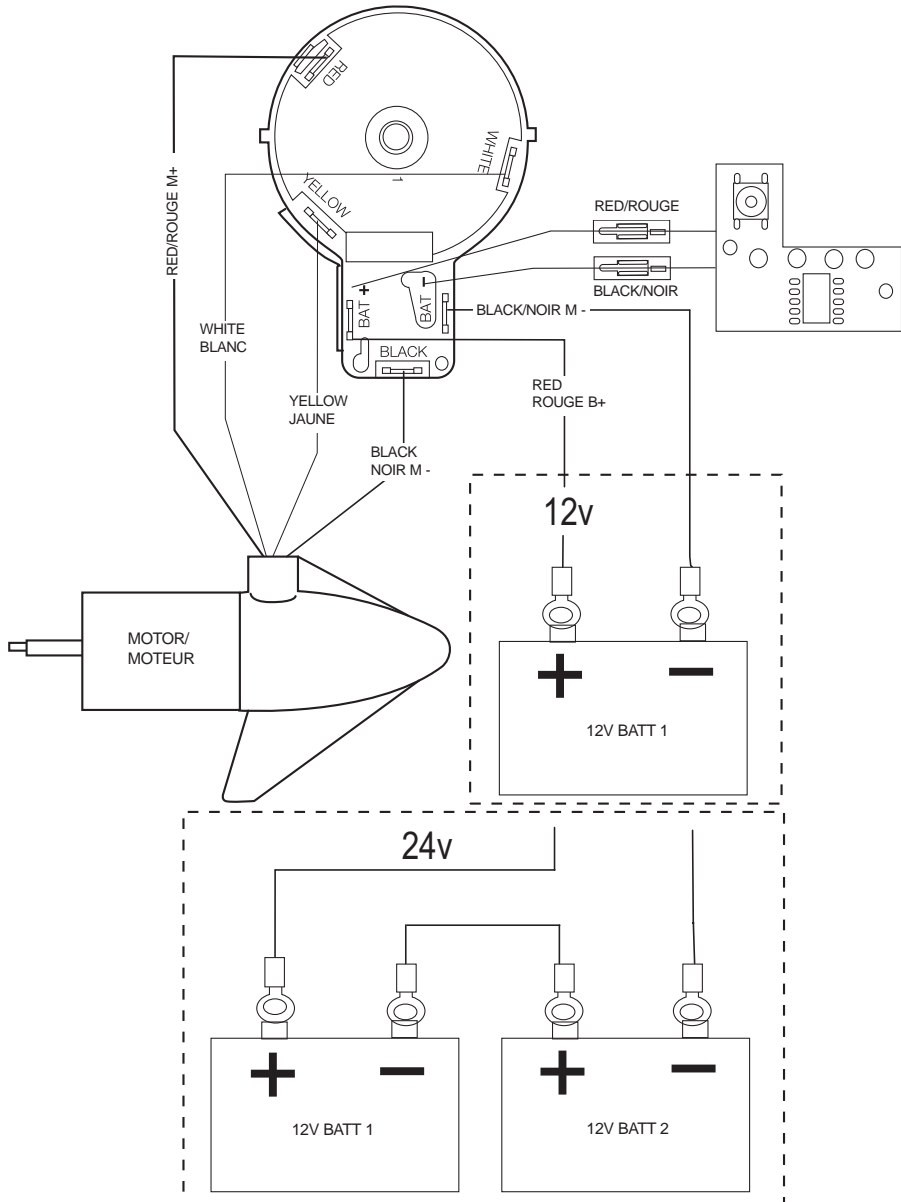 RED
WHITE
YELLOW
1
RED/ROUGE M+
RED/ROUGE
BLACK/NOIR
+
BAT
-
BAT
BLACK/NOIR M -
BLACK
WHITE
BLANC
YELLOW
JAUNE
RED
ROUGE B+
BLACK
NOIR M -
12v
MOTOR/
MOTEUR
+ -
12V BATT 1
24v
+ - + -
12V BATT 1
12V BATT 2